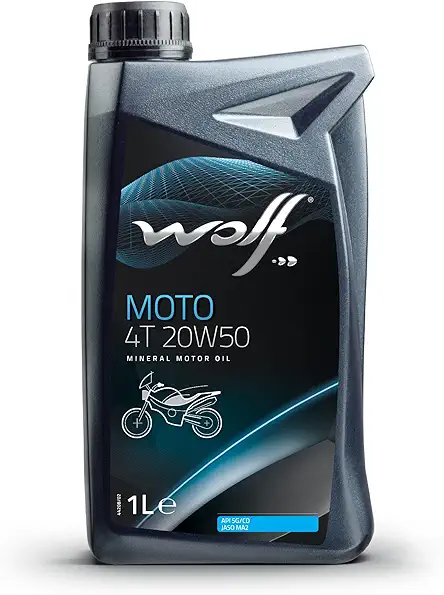 wolf ®
MOTO
4T 20W50
MINERAL MOTOR OIL
1L e
API SG/CD
JASO MA2